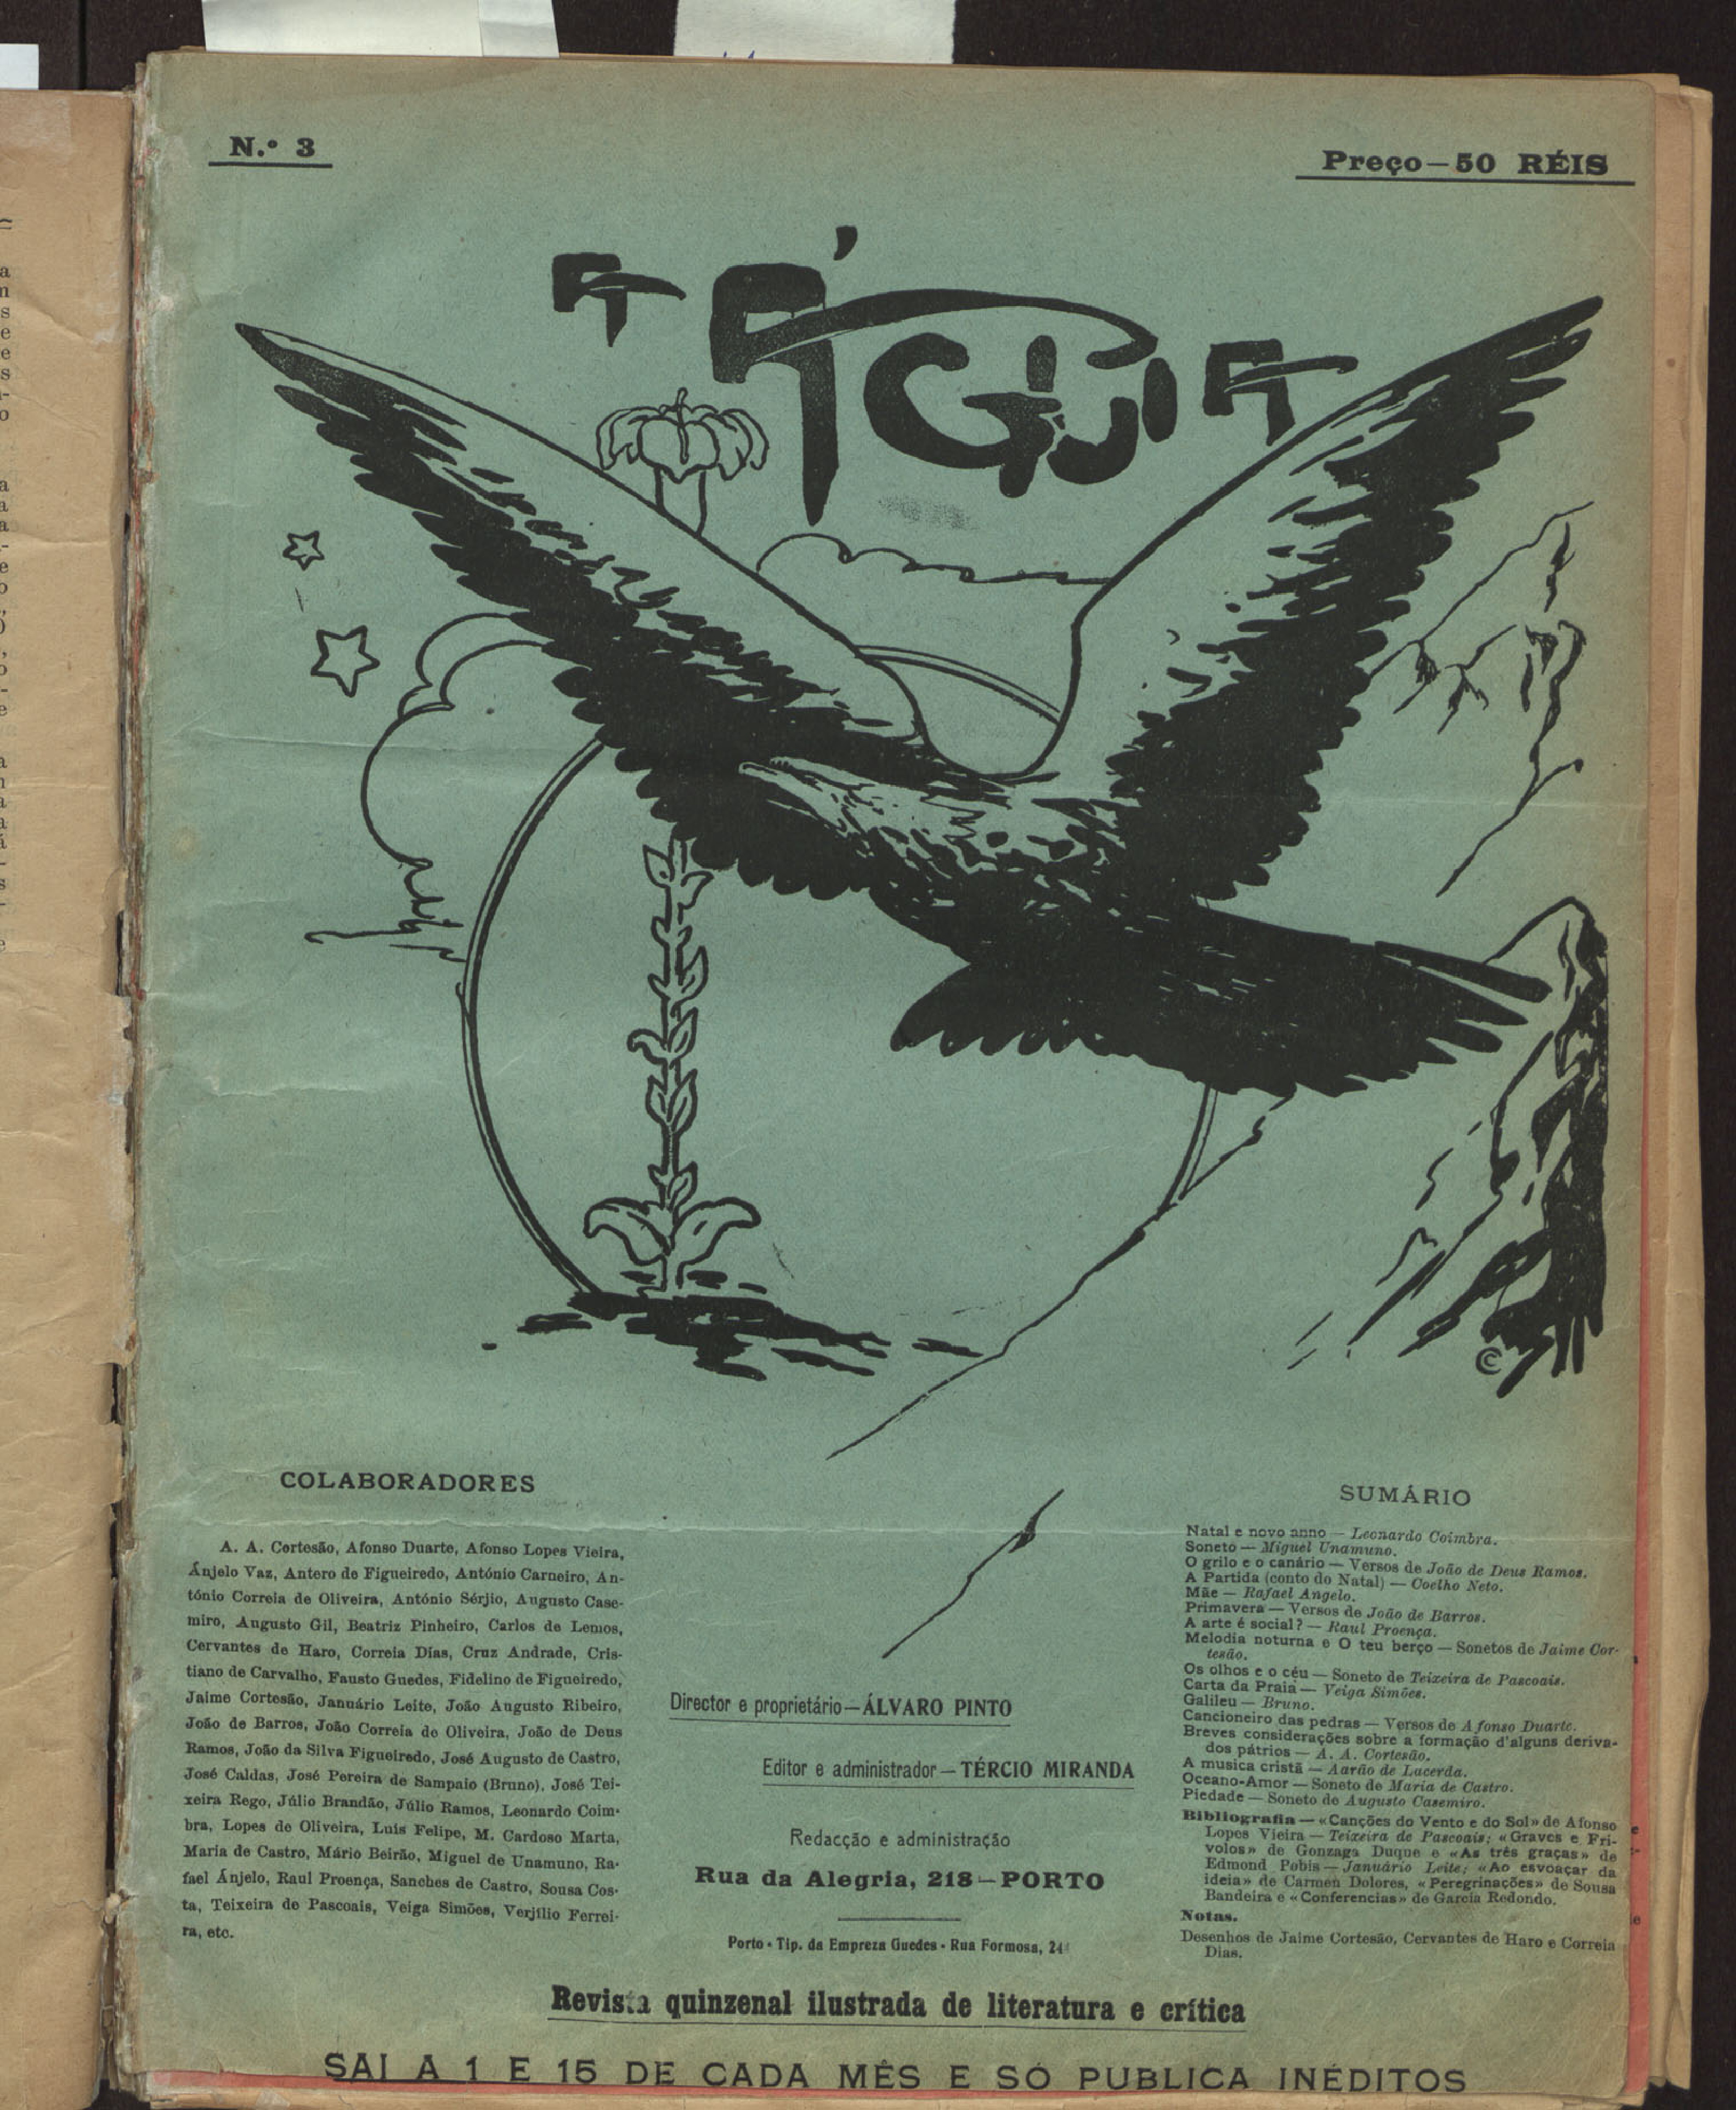 N.º 3
Preço—50 RÉIS
A ÁGUIA
COLABORADORES
A. A. Cortesão, Afonso Duarte, Afonso Lopes Vieira,
Ánjelo Vaz, Antero de Figueiredo, António Carneiro, An-
tónio Correia de Oliveira, António Sérjio, Augusto Case-
miro, Augusto Gil, Beatriz Pinheiro, Carlos de Lemos,
Cervantes de Haro, Correia Días, Cruz Andrade, Cris-
tiano de Carvalho, Fausto Guedes, Fidelino de Figueiredo,
Jaime Cortesão, Januário Leite, João Augusto Ribeiro,
João de Barros, João Correia de Oliveira, João de Deus
Ramos, João da Silva Figueiredo, José Augusto de Castro,
José Caldas, José Pereira de Sampaio (Bruno), José Tei-
xeira Rego, Júlio Brandão, Júlio Ramos, Leonardo Coim-
bra, Lopes de Oliveira, Luis Felipe, M. Cardoso Marta,
Maria de Castro, Mário Beirão, Miguel de Unamuno, Ra-
fael Ánjelo, Raul Proença, Sanches de Castro, Sousa Cos-
ta, Teixeira de Pascoais, Veiga Simões, Verjílio Ferrei-
ra, etc.
Director e proprietário—ÁLVARO PINTO
Editor e administrador—TÉRCIO MIRANDA
Redacção e administração
Rua da Alegria, 218—PORTO
Porto - Tip. da Empreza Guedes - Rua Formosa, 24
SUMÁRIO
Natal e novo anno — Leonardo Coimbra.
Soneto — Miguel Unamuno.
O grilo e o canário — Versos de João de Deus Ramos.
A Partida (conto do Natal) — Coelho Neto.
Mãe — Rafael Angelo.
Primavera — Versos de João de Barros.
A arte é social? — Raul Proença.
Melodia noturna e O teu berço — Sonetos de Jaime Cor-
tesão.
Os olhos e o céu — Soneto de Teixeira de Pascoais.
Carta da Praia — Veiga Simões.
Galileu — Bruno.
Cancioneiro das pedras — Versos de Afonso Duarte.
Breves considerações sobre a formação d'alguns deriva-
dos pátrios — A. A. Cortesão.
A musica cristã — Aarão de Lacerda.
Oceano-Amor — Soneto de Maria de Castro.
Piedade — Soneto de Augusto Casemiro.
Bibliografia — «Canções do Vento e do Sol» de Afonso
Lopes Vieira — Teixeira de Pascoais; «Graves e Fri-
volos» de Gonzaga Duque e «As três graças» de
Edmond Pobis — Januário Leite; «Ao esvoaçar da
ideia» de Carmen Dolores, «Peregrinações» de Sousa
Bandeira e «Conferencias» de Garcia Redondo.
Notas.
Desenhos de Jaime Cortesão, Cervantes de Haro e Correia
Dias.
Revista quinzenal ilustrada de literatura e crítica
SAI A 1 E 15 DE CADA MÊS E SÓ PUBLICA INÉDITOS